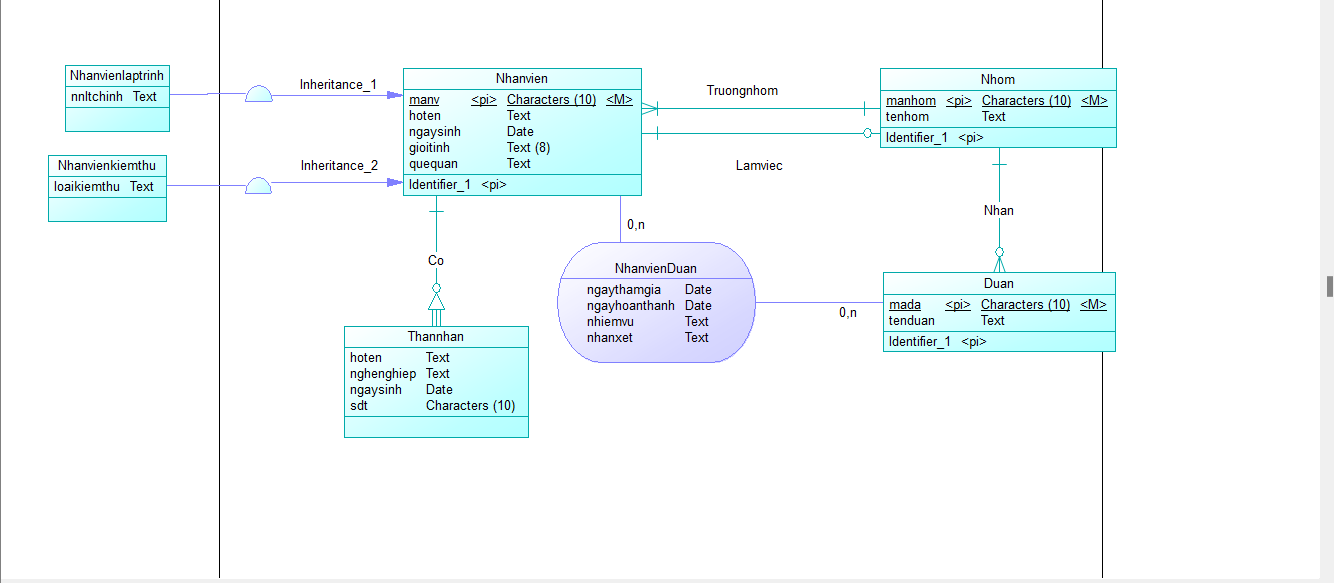 Nhanvienlaptrinh
nnltchinh Text
Inheritance_1
Nhanvienkiemthu
loaikiemthu Text
Inheritance_2
Nhanvien
manv <pi> Characters (10) <M>
hoten Text
ngaysinh Date
gioitinh Text (8)
quequan Text
Identifier_1 <pi>
Truongnhom
Lamviec
Nhom
manhom <pi> Characters (10) <M>
tenhom Text
Identifier_1 <pi>
Nhan
0,n
Co
NhanvienDuan
ngaythamgia Date
ngayhoanthanh Date
nhiemvu Text
nhanxet Text
0,n
Duan
mada <pi> Characters (10) <M>
tenduan Text
Identifier_1 <pi>
Thannhan
hoten Text
nghenghiep Text
ngaysinh Date
sdt Characters (10)